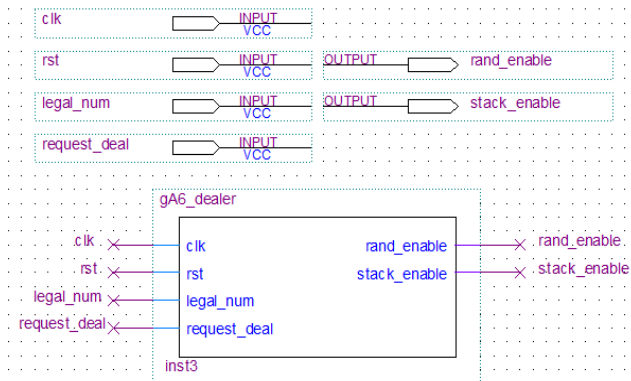 clk INPUT VCC
rst INPUT VCC OUTPUT rand_enable
legal_num INPUT VCC OUTPUT stack_enable
request_deal INPUT VCC
gA6_dealer
clk clk rand_enable rand_enable
rst rst stack_enable stack_enable
legal_num legal_num
request_deal request_deal
inst3